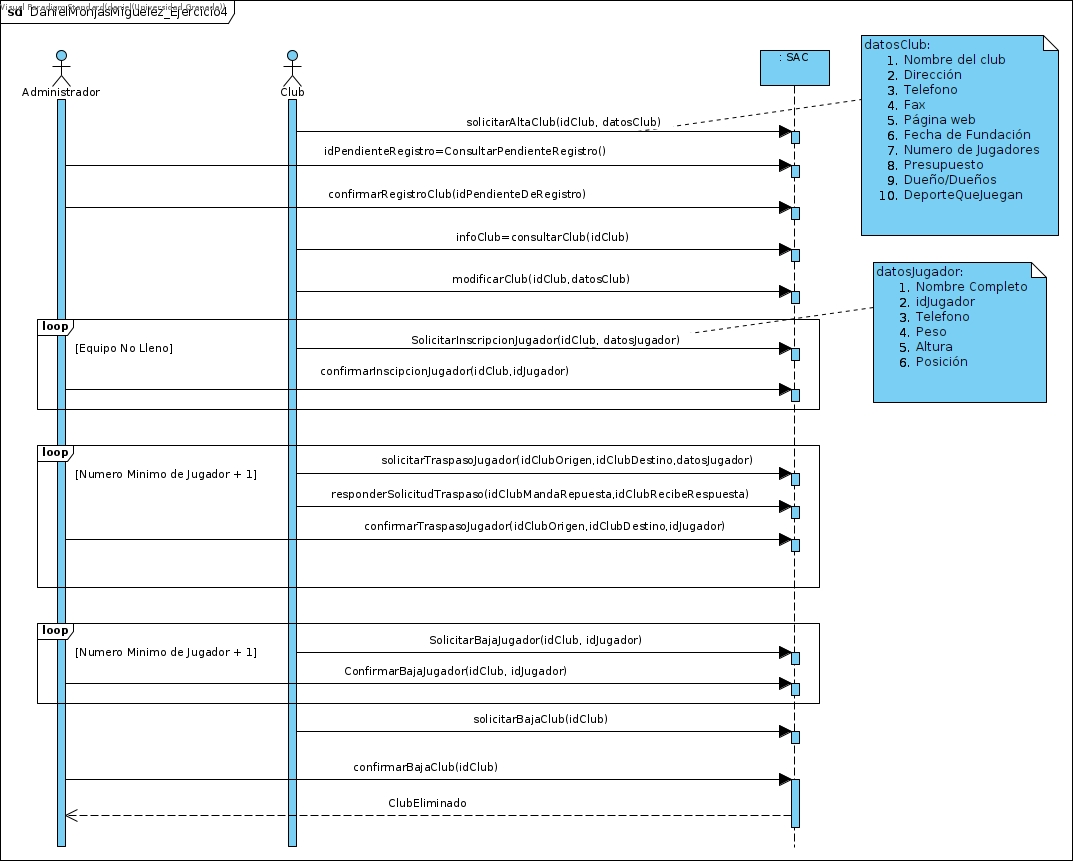 Visual Paradigm Standard(daniel(Universidad Granada))
sd DanielMonjasMiguelez_Ejercicio4
Administrador
Club
: SAC
datosClub:
1. Nombre del club
2. Dirección
3. Telefono
4. Fax
5. Página web
6. Fecha de Fundación
7. Numero de Jugadores
8. Presupuesto
9. Dueño/Dueños
10. DeporteQueJuegan
solicitarAltaClub(idClub, datosClub)
idPendienteRegistro=ConsultarPendienteRegistro()
confirmarRegistroClub(idPendienteDeRegistro)
infoClub=consultarClub(idClub)
modificarClub(idClub,datosClub)
datosJugador:
1. Nombre Completo
2. idJugador
3. Telefono
4. Peso
5. Altura
6. Posición
loop
[Equipo No Lleno]
SolicitarInscripcionJugador(idClub, datosJugador)
confirmarInscipcionJugador(idClub,idJugador)
loop
[Numero Minimo de Jugador + 1]
solicitarTraspasoJugador(idClubOrigen,idClubDestino,datosJugador)
responderSolicitudTraspaso(idClubMandaRepuesta,idClubRecibeRespuesta)
confirmarTraspasoJugador(idClubOrigen,idClubDestino,idJugador)
loop
[Numero Minimo de Jugador + 1]
SolicitarBajaJugador(idClub, idJugador)
ConfirmarBajaJugador(idClub, idJugador)
solicitarBajaClub(idClub)
confirmarBajaClub(idClub)
ClubEliminado